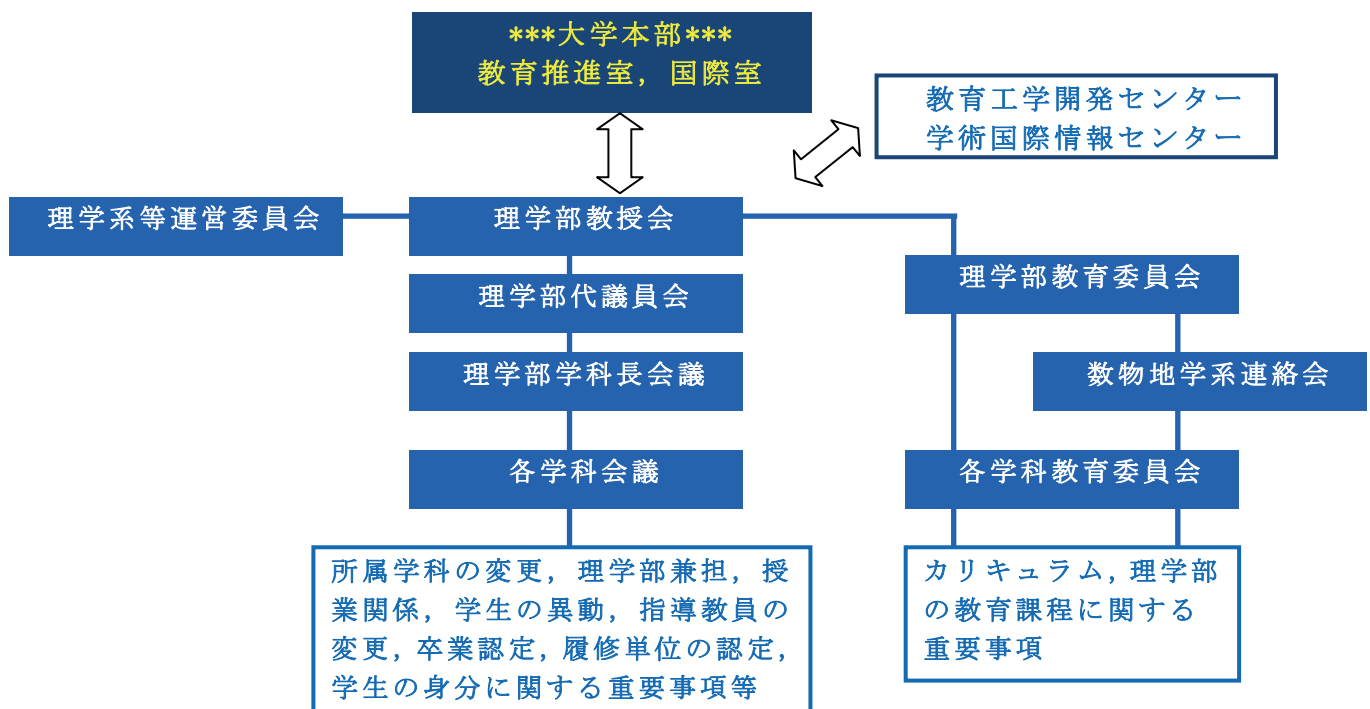 ***大学本部***
教育推進室，国際室
教育工学開発センター
学術国際情報センター
理学系等運営委員会
理学部教授会
理学部教育委員会
理学部代議員会
理学部学科長会議
数物地学系連絡会
各学科会議
各学科教育委員会
所属学科の変更，理学部兼担，授
業関係，学生の異動，指導教員の
変更，卒業認定，履修単位の認定，
学生の身分に関する重要事項等
カリキュラム，理学部
の教育課程に関する
重要事項